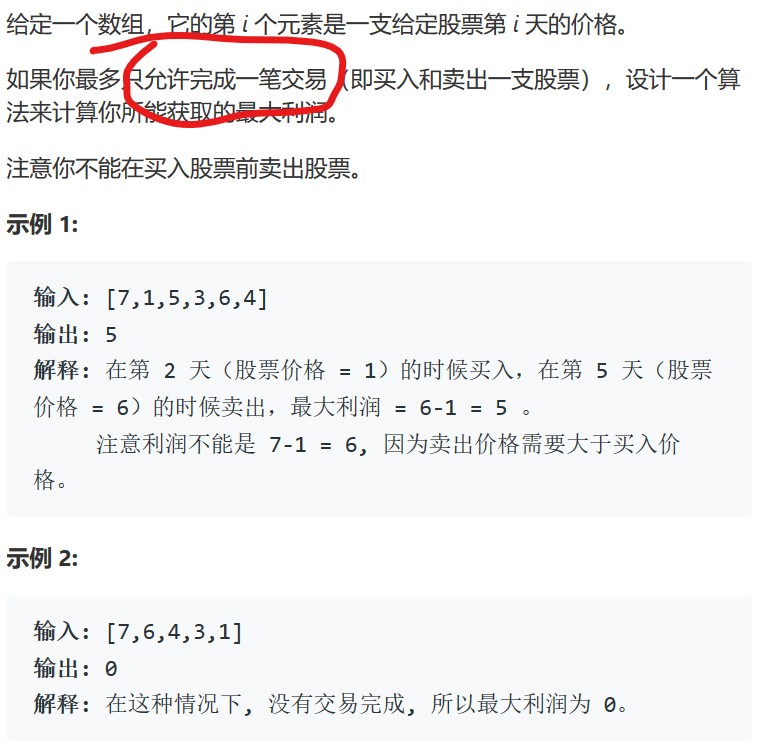 给定一个数组，它的第 i 个元素是一支给定股票第 i 天的价格。
如果你最多只允许完成一笔交易（即买入和卖出一支股票），设计一个算
法来计算你所能获取的最大利润。
注意你不能在买入股票前卖出股票。
示例 1:
输入: [7,1,5,3,6,4]
输出: 5
解释: 在第 2 天（股票价格 = 1）的时候买入，在第 5 天（股票
价格 = 6）的时候卖出，最大利润 = 6-1 = 5 。
注意利润不能是 7-1 = 6, 因为卖出价格需要大于买入价
格。
示例 2:
输入: [7,6,4,3,1]
输出: 0
解释: 在这种情况下, 没有交易完成, 所以最大利润为 0。